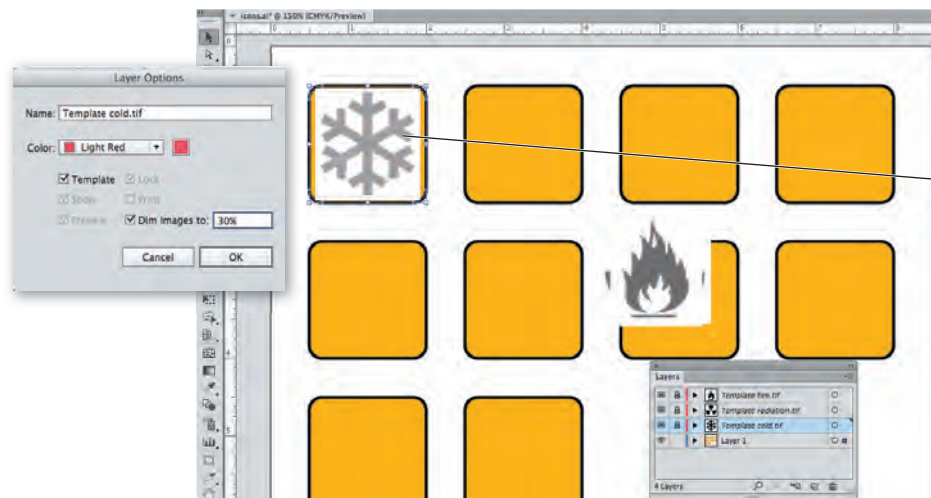 icons.ai* @ 150% (CMYK/Preview)
Layer Options
Name: Template cold.tif
Color: Light Red
Template Lock
Show Print
Preview Dim Images to: 30%
Cancel OK
Layers
Template fire.tif
Template radiation.tif
Template cold.tif
Layer 1
4 Layers